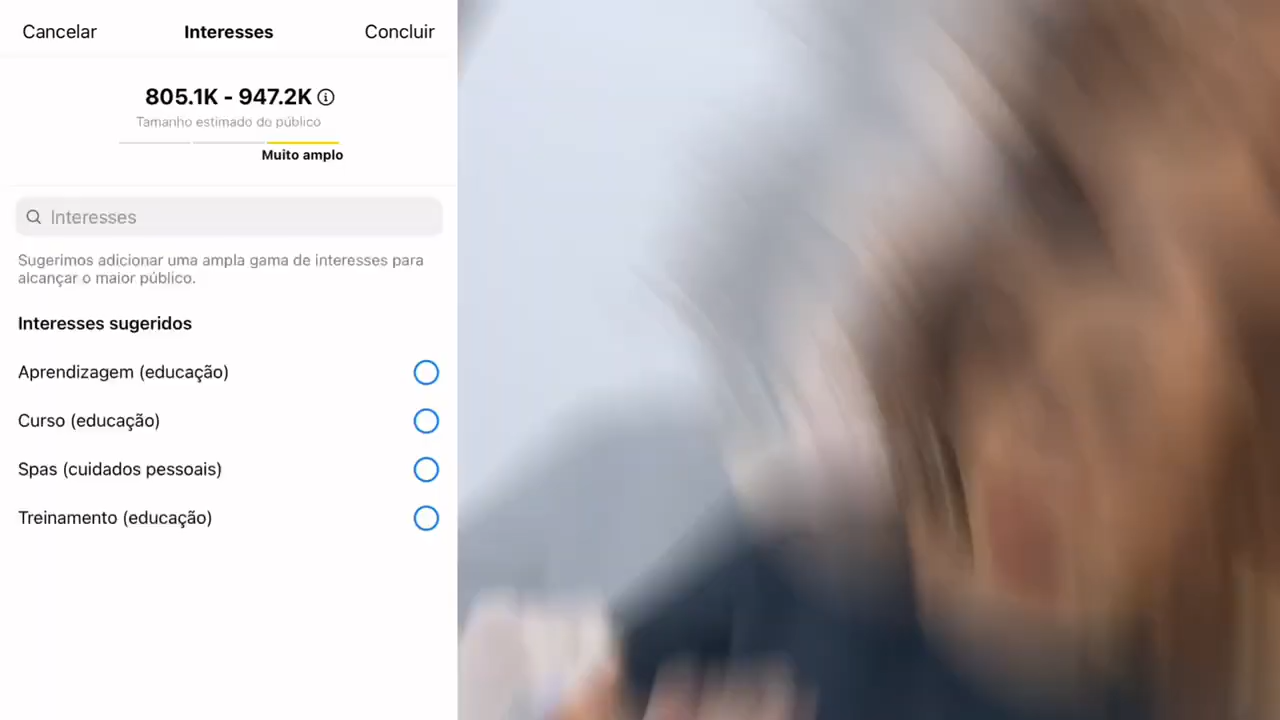 Cancelar Interesses Concluir
805.1K - 947.2K
Tamanho estimado do público
Muito amplo
Interesses
Sugerimos adicionar uma ampla gama de interesses para
alcançar o maior público.
Interesses sugeridos
Aprendizagem (educação)
Curso (educação)
Spas (cuidados pessoais)
Treinamento (educação)